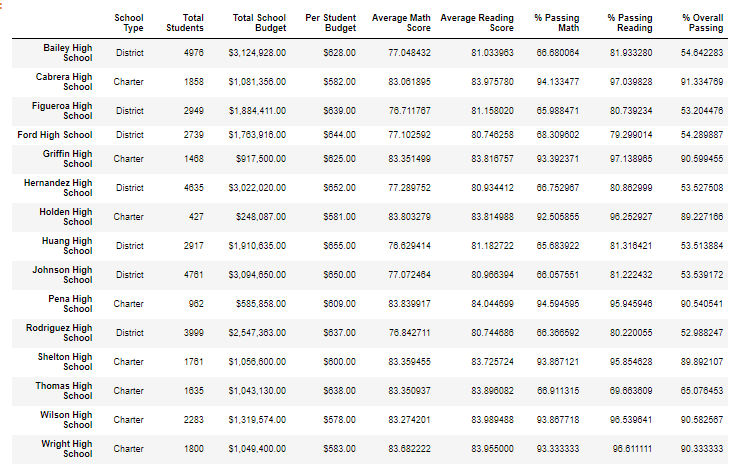 School Type Total Students Total School Budget Per Student Budget Average Math Score Average Reading Score % Passing Math % Passing Reading % Overall Passing
Bailey High School District 4976 $3,124,928.00 $628.00 77.048432 81.033963 66.680064 81.933280 54.642283
Cabrera High School Charter 1858 $1,081,356.00 $582.00 83.061895 83.975780 94.133477 97.039828 91.334769
Figueroa High School District 2949 $1,884,411.00 $639.00 76.711767 81.158020 65.988471 80.739234 53.204476
Ford High School District 2739 $1,763,916.00 $644.00 77.102592 80.746258 68.309602 79.299014 54.289887
Griffin High School Charter 1468 $917,500.00 $625.00 83.351499 83.816757 93.392371 97.138965 90.599455
Hernandez High School District 4635 $3,022,020.00 $652.00 77.289752 80.934412 66.752967 80.862999 53.527508
Holden High School Charter 427 $248,087.00 $581.00 83.803279 83.814988 92.505855 96.252927 89.227166
Huang High School District 2917 $1,910,635.00 $655.00 76.629414 81.182722 65.683922 81.316421 53.513884
Johnson High School District 4761 $3,094,650.00 $650.00 77.072464 80.966394 66.057551 81.222432 53.539172
Pena High School Charter 962 $585,858.00 $609.00 83.839917 84.044699 94.594595 95.945946 90.540541
Rodriguez High School District 3999 $2,547,363.00 $637.00 76.842711 80.744686 66.366592 80.220055 52.988247
Shelton High School Charter 1761 $1,056,600.00 $600.00 83.359455 83.725724 93.867121 95.854628 89.892107
Thomas High School Charter 1635 $1,043,130.00 $638.00 83.350937 83.896082 66.911315 69.663609 65.076453
Wilson High School Charter 2283 $1,319,574.00 $578.00 83.274201 83.989488 93.867718 96.539641 90.582567
Wright High School Charter 1800 $1,049,400.00 $583.00 83.682222 83.955000 93.333333 96.611111 90.333333